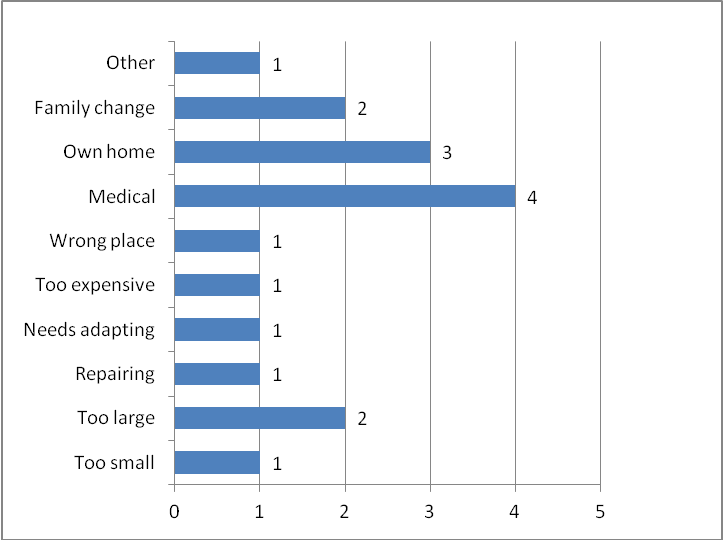 Other 1
Family change 2
Own home 3
Medical 4
Wrong place 1
Too expensive 1
Needs adapting 1
Repairing 1
Too large 2
Too small 1
0 1 2 3 4 5